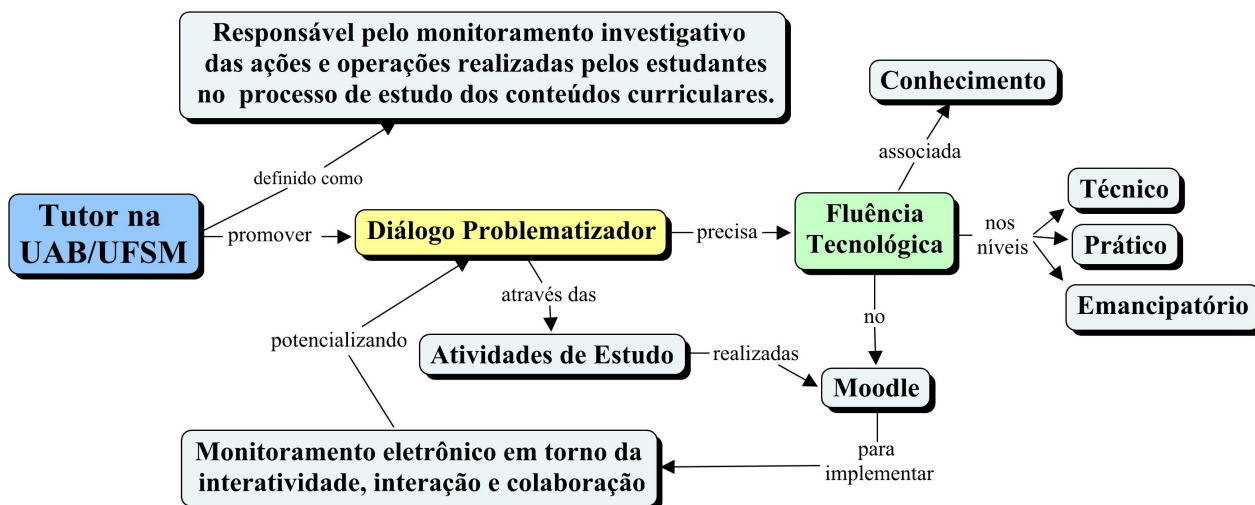 Responsável pelo monitoramento investigativo
das ações e operações realizadas pelos estudantes
no processo de estudo dos conteúdos curriculares.
Conhecimento
associada
definido como
Tutor na
UAB/UFSM
promover
Diálogo Problematizador
precisa
Fluência
Tecnológica
nos
níveis
Técnico
Prático
Emancipatório
através das
no
potencializando
Atividades de Estudo
realizadas
Moodle
Monitoramento eletrônico em torno da
interatividade, interação e colaboração
para
implementar